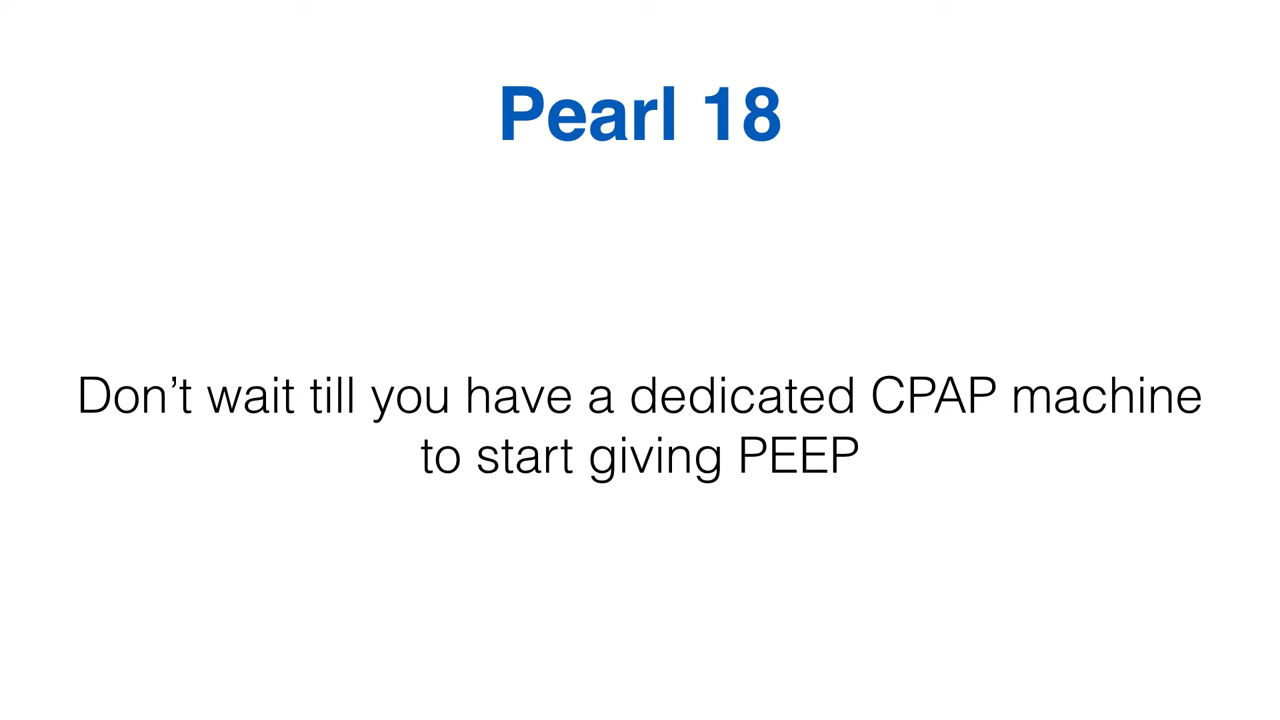 Pearl 18
Don’t wait till you have a dedicated CPAP machine
to start giving PEEP